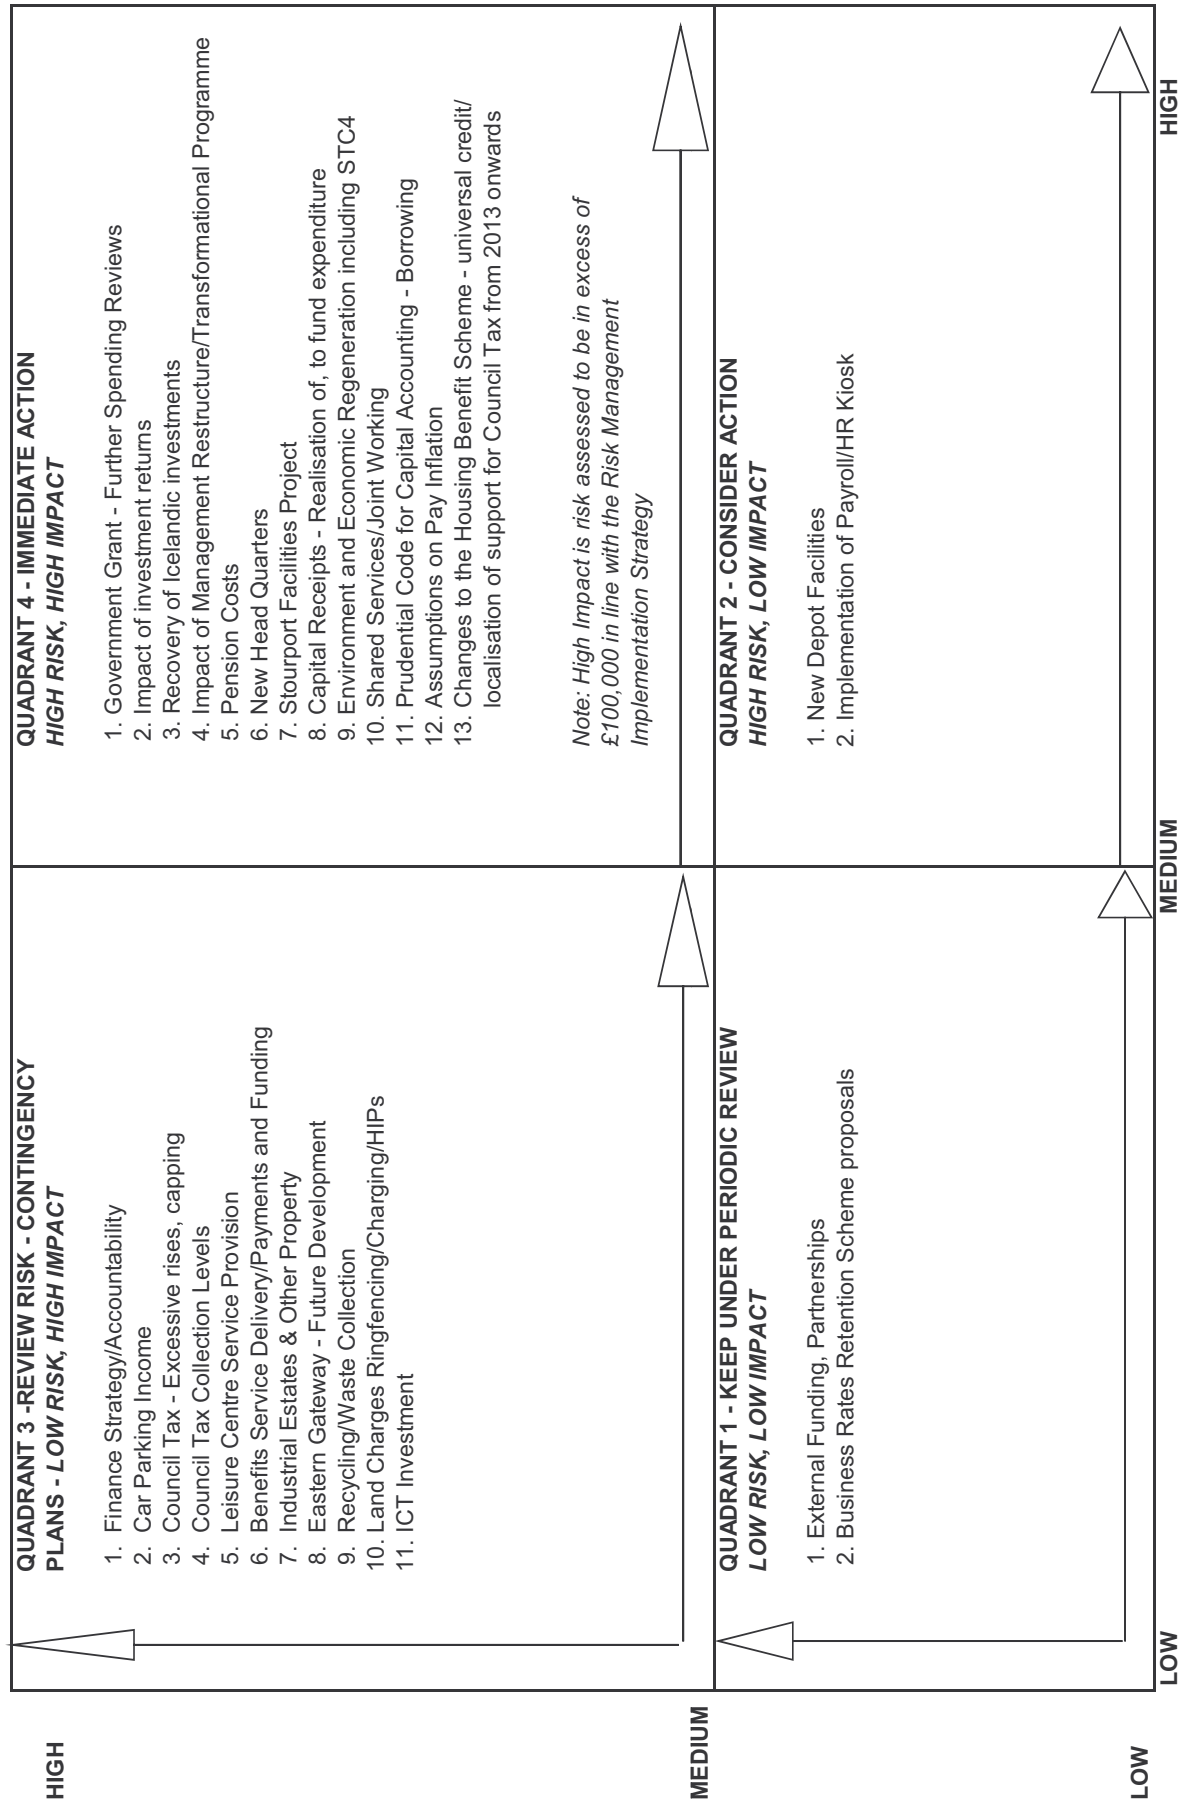 HIGH
QUADRANT 3 -REVIEW RISK - CONTINGENCY
PLANS - LOW RISK, HIGH IMPACT
1. Finance Strategy/Accountability
2. Car Parking Income
3. Council Tax - Excessive rises, capping
4. Council Tax Collection Levels
5. Leisure Centre Service Provision
6. Benefits Service Delivery/Payments and Funding
7. Industrial Estates & Other Property
8. Eastern Gateway - Future Development
9. Recycling/Waste Collection
10. Land Charges Ringfencing/Charging/HIPs
11. ICT Investment
QUADRANT 4 - IMMEDIATE ACTION
HIGH RISK, HIGH IMPACT
1. Government Grant - Further Spending Reviews
2. Impact of investment returns
3. Recovery of Icelandic investments
4. Impact of Management Restructure/Transformational Programme
5. Pension Costs
6. New Head Quarters
7. Stourport Facilities Project
8. Capital Receipts - Realisation of, to fund expenditure
9. Environment and Economic Regeneration including STC4
10. Shared Services/Joint Working
11. Prudential Code for Capital Accounting - Borrowing
12. Assumptions on Pay Inflation
13. Changes to the Housing Benefit Scheme - universal credit/
localisation of support for Council Tax from 2013 onwards
Note: High Impact is risk assessed to be in excess of
£100,000 in line with the Risk Management
Implementation Strategy
MEDIUM
QUADRANT 1 - KEEP UNDER PERIODIC REVIEW
LOW RISK, LOW IMPACT
1. External Funding, Partnerships
2. Business Rates Retention Scheme proposals
QUADRANT 2 - CONSIDER ACTION
HIGH RISK, LOW IMPACT
1. New Depot Facilities
2. Implementation of Payroll/HR Kiosk
LOW
LOW
MEDIUM
HIGH